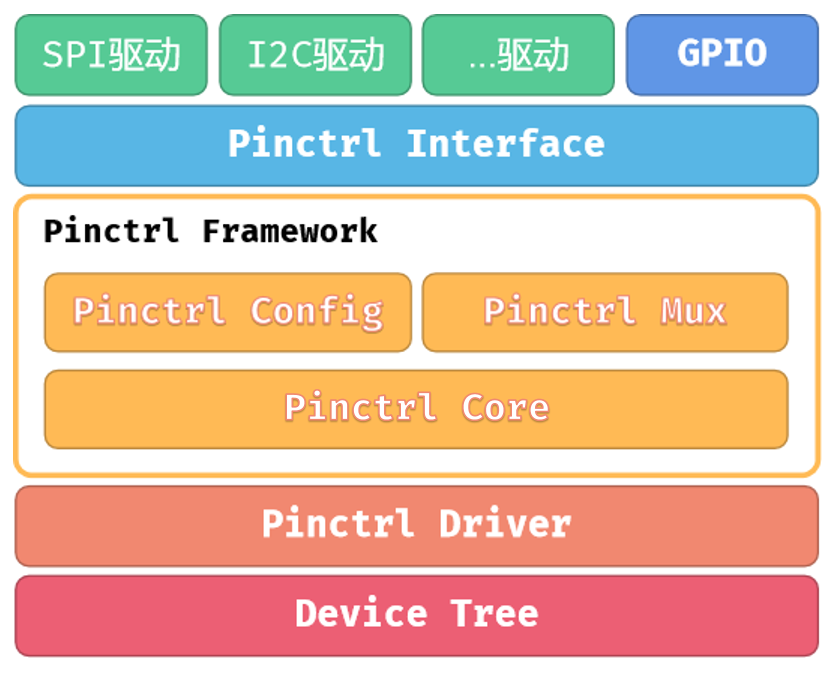 SPI驱动 I2C驱动 ...驱动 GPIO
Pinctrl Interface
Pinctrl Framework
Pinctrl Config Pinctrl Mux
Pinctrl Core
Pinctrl Driver
Device Tree